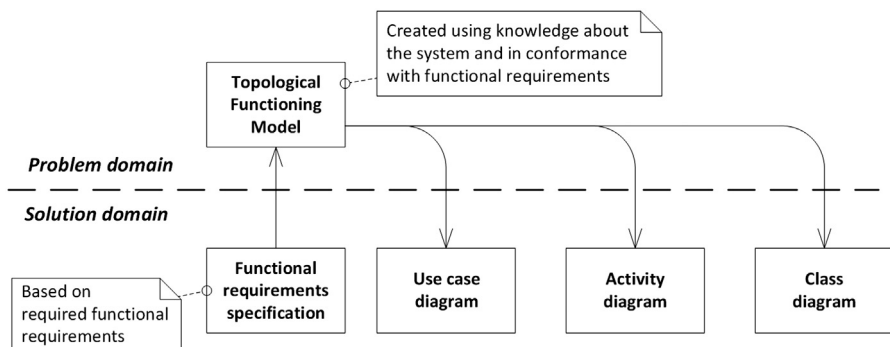 Created using knowledge about
the system and in conformance
with functional requirements
Topological
Functioning
Model
Problem domain
Solution domain
Functional
requirements
specification
Use case
diagram
Activity
diagram
Class
diagram
Based on
required functional
requirements